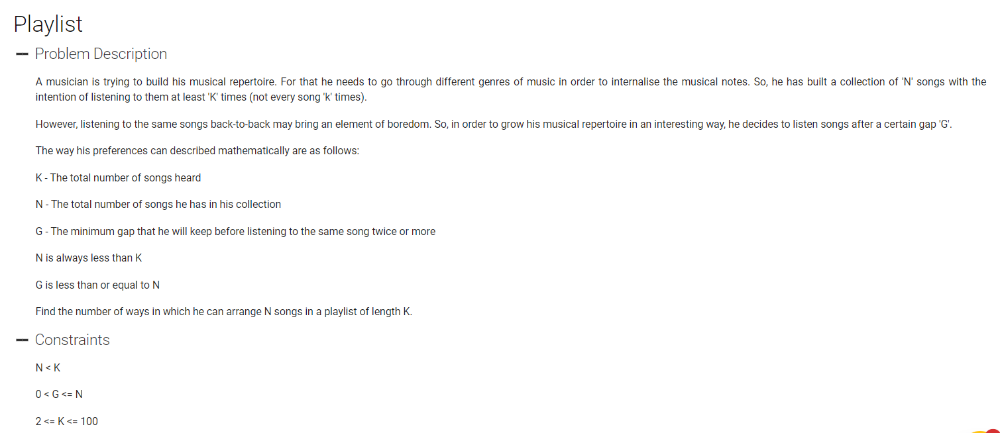 Playlist
Problem Description
A musician is trying to build his musical repertoire. For that he needs to go through different genres of music in order to internalise the musical notes. So, he has built a collection of 'N' songs with the
intention of listening to them at least 'K' times (not every song 'k' times).
However, listening to the same songs back-to-back may bring an element of boredom. So, in order to grow his musical repertoire in an interesting way, he decides to listen songs after a certain gap 'G'.
The way his preferences can described mathematically are as follows:
K - The total number of songs heard
N - The total number of songs he has in his collection
G - The minimum gap that he will keep before listening to the same song twice or more
N is always less than K
G is less than or equal to N
Find the number of ways in which he can arrange N songs in a playlist of length K.
Constraints
N < K
0 < G <= N
2 <= K <= 100